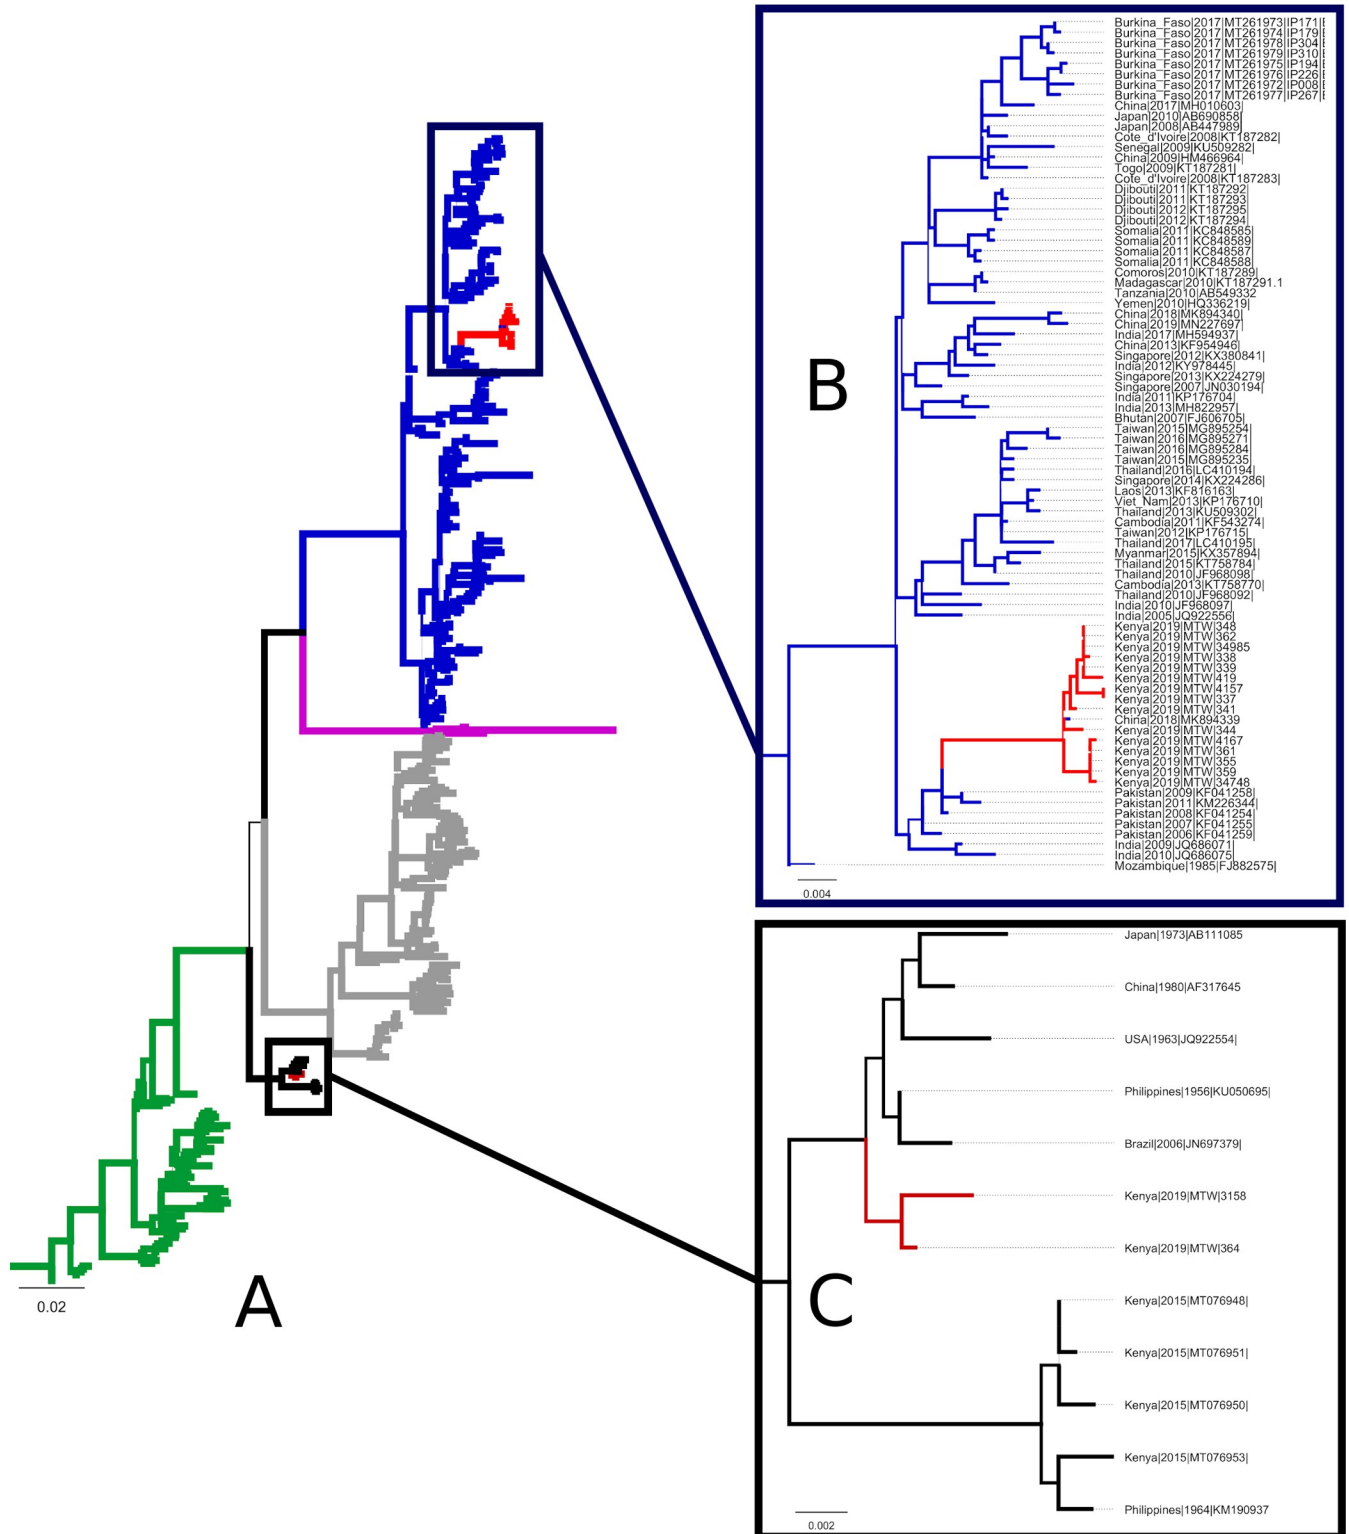 Burkina_Faso|2017|MT261973|IP171|
Burkina_Faso|2017|MT261974|IP179|
Burkina_Faso|2017|MT261978|IP304|
Burkina_Faso|2017|MT261979|IP310|
Burkina_Faso|2017|MT261975|IP194|
Burkina_Faso|2017|MT261976|IP226|
Burkina_Faso|2017|MT261972|IP008|
Burkina_Faso|2017|MT261977|IP267|
China|2017|MH010603|
Japan|2010|AB690858|
Japan|2008|AB447989|
Cote_d'Ivoire|2008|KT187282|
Senegal|2009|KU509282|
China|2009|HM466964|
Togo|2009|KT187281|
Cote_d'Ivoire|2008|KT187283|
Djibouti|2011|KT187292|
Djibouti|2011|KT187293|
Djibouti|2012|KT187295|
Djibouti|2012|KT187294|
Somalia|2011|KC848585|
Somalia|2011|KC848589|
Somalia|2011|KC848587|
Somalia|2011|KC848588|
Comoros|2010|KT187289|
Madagascar|2010|KT187291.1
Tanzania|2010|AB549332
Yemen|2010|HQ336219|
China|2018|MK894340|
China|2019|MN227697|
India|2017|MH594937|
China|2013|KF954946|
Singapore|2012|KX380841|
India|2012|KY978445|
Singapore|2013|KX224279|
Singapore|2007|JN030194|
India|2011|KP176704|
India|2013|MH822957|
Bhutan|2007|FJ606705|
Taiwan|2015|MG895254|
Taiwan|2016|MG895271|
Taiwan|2016|MG895284|
Taiwan|2015|MG895235|
Thailand|2016|LC410194|
Singapore|2014|KX224286|
Laos|2013|KF816163|
Viet_Nam|2013|KP176710|
Thailand|2013|KU509302|
Cambodia|2011|KF543274|
Taiwan|2012|KP176715|
Thailand|2017|LC410195|
Myanmar|2015|KX357894|
Thailand|2015|KT758784|
Thailand|2010|JF968098|
Cambodia|2013|KT758770|
Thailand|2010|JF968092|
India|2010|JF968097|
India|2005|JQ922556|
Kenya|2019|MTW|348
Kenya|2019|MTW|362
Kenya|2019|MTW|34985
Kenya|2019|MTW|338
Kenya|2019|MTW|339
Kenya|2019|MTW|419
Kenya|2019|MTW|4157
Kenya|2019|MTW|337
Kenya|2019|MTW|341
China|2018|MK894339
Kenya|2019|MTW|344
Kenya|2019|MTW|4167
Kenya|2019|MTW|361
Kenya|2019|MTW|355
Kenya|2019|MTW|359
Kenya|2019|MTW|34748
Pakistan|2009|KF041258|
Pakistan|2011|KM226344|
Pakistan|2008|KF041254|
Pakistan|2007|KF041255
Pakistan|2006|KF041259|
India|2009|JQ686071|
India|2010|JQ686075
Mozambique|1985|FJ882575|
B
0.004
Japan|1973|AB111085
China|1980|AF317645
USA|1963|JQ922554|
Philippines|1956|KU050695|
Brazil|2006|JN697379|
Kenya|2019|MTW|3158
Kenya|2019|MTW|364
Kenya|2015|MT076948|
Kenya|2015|MT076951|
Kenya|2015|MT076950|
Kenya|2015|MT076953|
Philippines|1964|KM190937
C
0.002
A
0.02